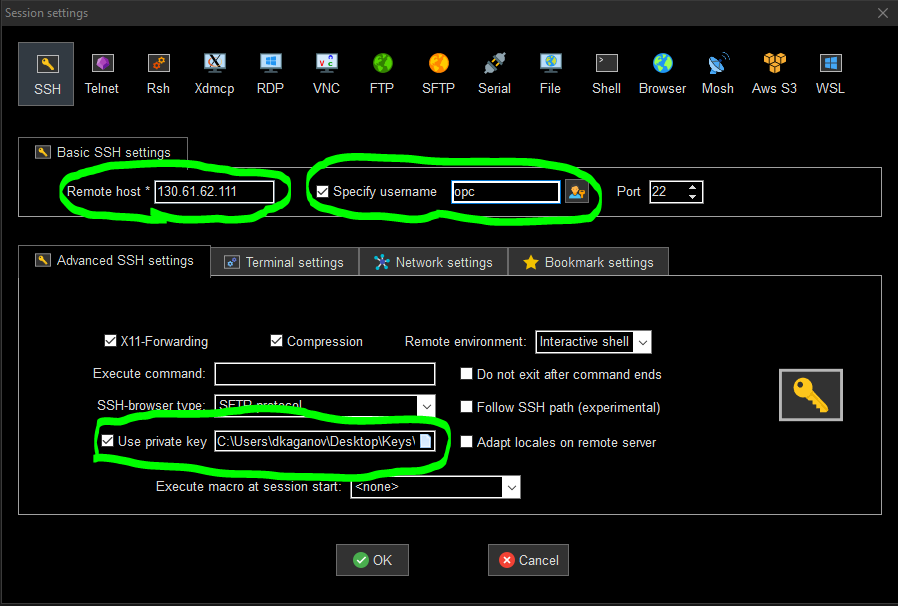 Session settings
SSH Telnet Rsh Xdmcp RDP VNC FTP SFTP Serial File Shell Browser Mosh Aws S3 WSL
Basic SSH settings
Remote host * 130.61.62.111 Specify username opc Port 22
Advanced SSH settings Terminal settings Network settings Bookmark settings
X11-Forwarding Compression Remote environment: Interactive shell
Execute command: Do not exit after command ends
SSH-browser type: SFTP protocol Follow SSH path (experimental)
Use private key C:\Users\dkaganov\Desktop\Keys\ Adapt locales on remote server
Execute macro at session start: <none>
OK Cancel